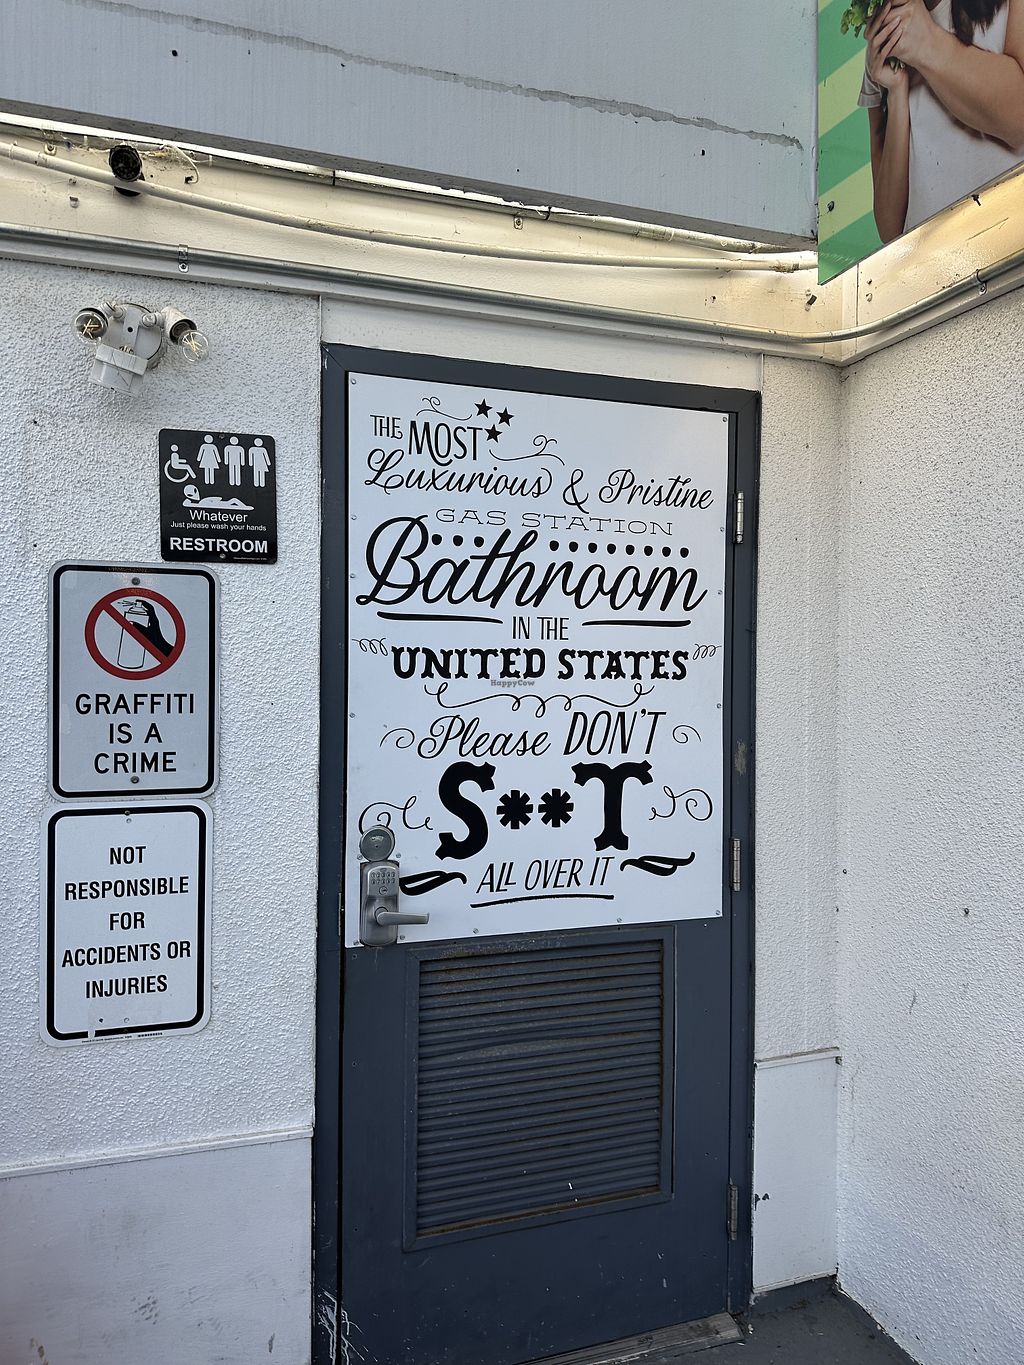 THE MOST
Luxurious & Pristine
GAS STATION
Bathroom
IN THE
UNITED STATES
HappyCow
Please DON'T
S**T
ALL OVER IT
Whatever
Just please wash your hands
RESTROOM
GRAFFITI
IS A
CRIME
NOT
RESPONSIBLE
FOR
ACCIDENTS OR
INJURIES